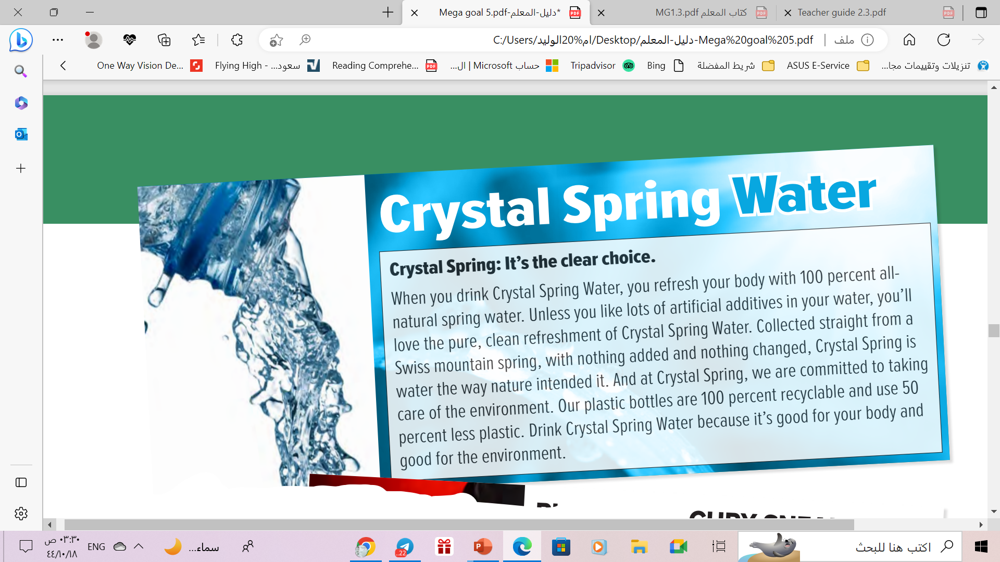 Mega goal 5.pdf-دليل-المعلم*
MG1.3.pdf كتاب المعلم
Teacher guide 2.3.pdf
C:/Users/ام%20الوليد/Desktop/دليل-المعلم-Mega%20goal%205.pdf
ملف
One Way Vision De...
Flying High - سعود...
Reading Comprehe...
حساب Microsoft | ال...
Tripadvisor
Bing
شريط المفضلة
ASUS E-Service
تنزيلات وتقييمات مجا...
Crystal Spring Water
Crystal Spring: It's the clear choice.
When you drink Crystal Spring Water, you refresh your body with 100 percent all-
natural spring water. Unless you like lots of artificial additives in your water, you'll
love the pure, clean refreshment of Crystal Spring Water. Collected straight from a
Swiss mountain spring, with nothing added and nothing changed, Crystal Spring is
water the way nature intended it. And at Crystal Spring, we are committed to taking
care of the environment. Our plastic bottles are 100 percent recyclable and use 50
percent less plastic. Drink Crystal Spring Water because it's good for your body and
good for the environment.
٠٣:٣٠ ص
٤٤/١٠/١٨
ENG
سماء...
..22
اكتب هنا للبحث